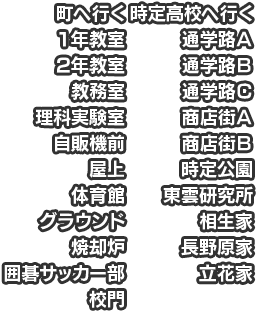 町へ行く 時定高校へ行く
1年教室 通学路A
2年教室 通学路B
教務室 通学路C
理科実験室 商店街A
自販機前 商店街B
屋上 時定公園
体育館 東雲研究所
グラウンド 相生家
焼却炉 長野原家
囲碁サッカー部 立花家
校門